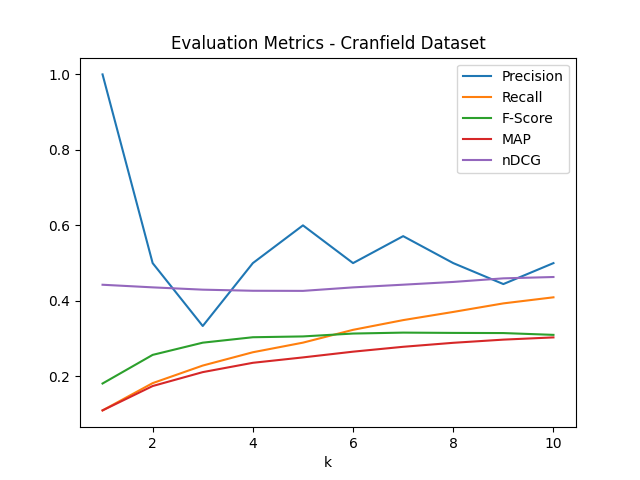 Evaluation Metrics - Cranfield Dataset
1.0
0.8
0.6
0.4
0.2
Precision
Recall
F-Score
MAP
nDCG
2 4 6 8 10
k